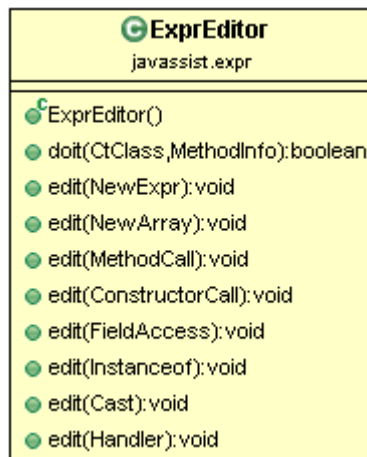 ExprEditor
javassist.expr
ExprEditor()
doit(CtClass,MethodInfo):boolean
edit(NewExpr):void
edit(NewArray):void
edit(MethodCall):void
edit(ConstructorCall):void
edit(FieldAccess):void
edit(Instanceof):void
edit(Cast):void
edit(Handler):void